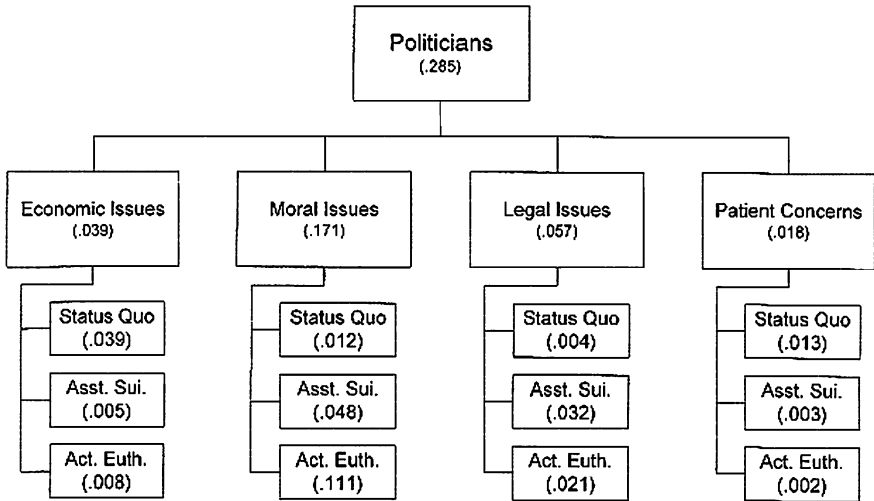 Politicians
(.285)
Economic Issues
(.039)
Moral Issues
(.171)
Legal Issues
(.057)
Patient Concerns
(.018)
Status Quo
(.039)
Asst. Sui.
(.005)
Act. Euth.
(.008)
Status Quo
(.012)
Asst. Sui.
(.048)
Act. Euth.
(.111)
Status Quo
(.004)
Asst. Sui.
(.032)
Act. Euth.
(.021)
Status Quo
(.013)
Asst. Sui.
(.003)
Act. Euth.
(.002)